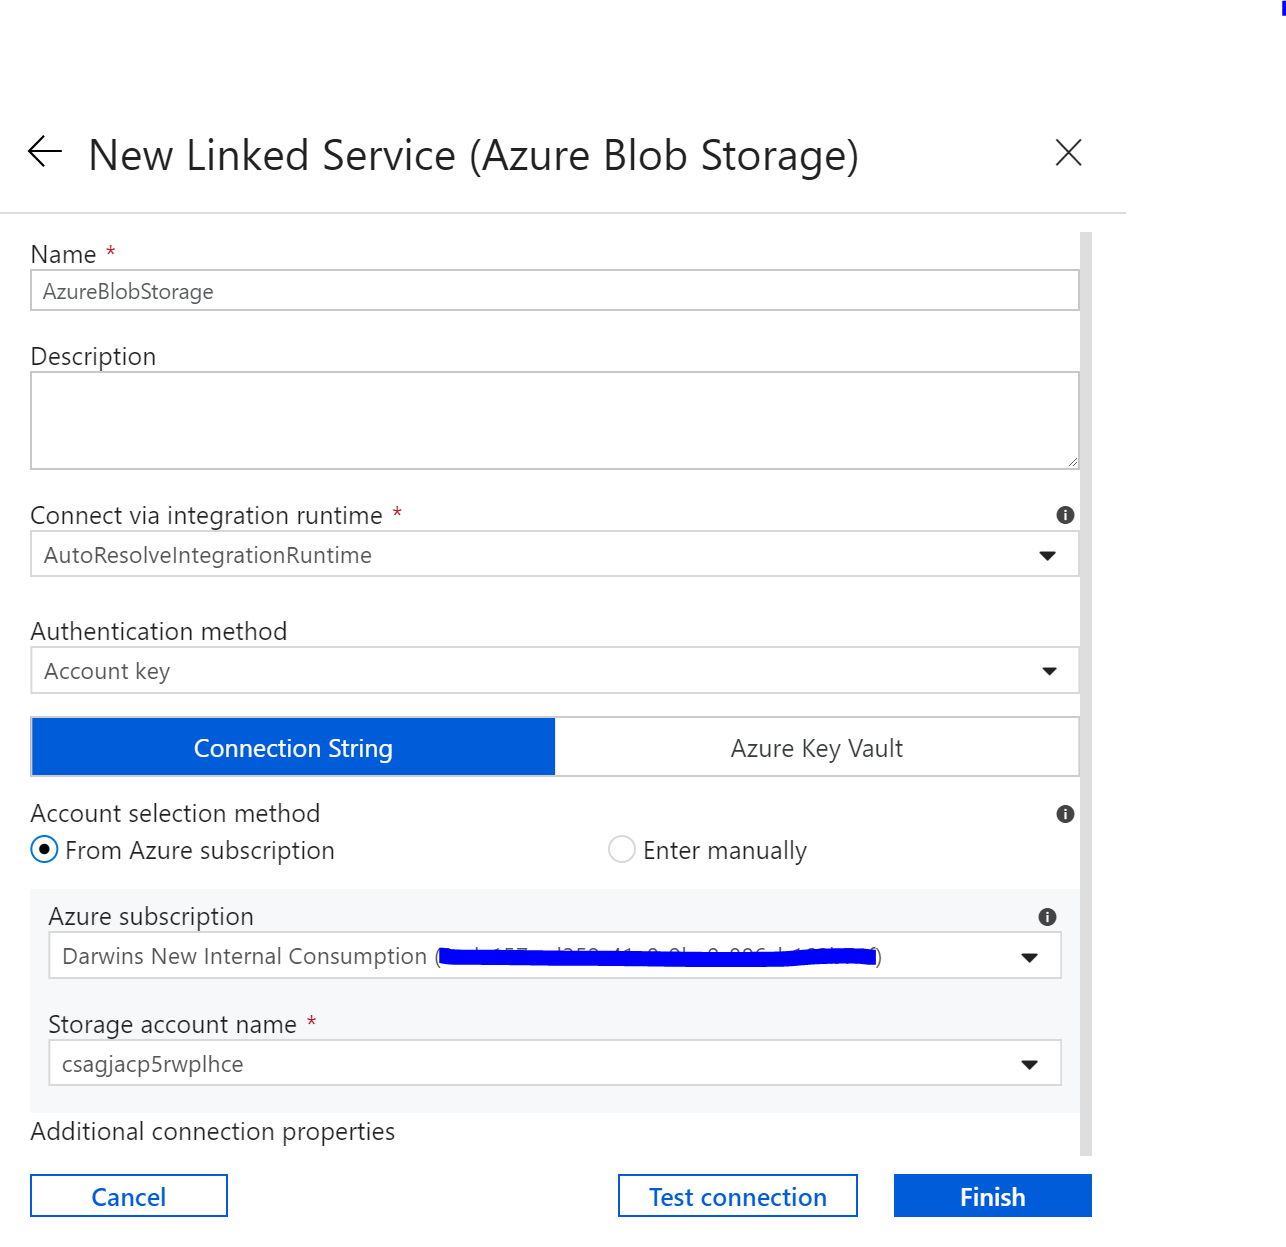 New Linked Service (Azure Blob Storage)
Name *
AzureBlobStorage
Description
Connect via integration runtime *
AutoResolveIntegrationRuntime
Authentication method
Account key
Connection String
Azure Key Vault
Account selection method
From Azure subscription
Enter manually
Azure subscription
Darwins New Internal Consumption ( )
Storage account name *
csagjacp5rwplhce
Additional connection properties
Cancel
Test connection
Finish